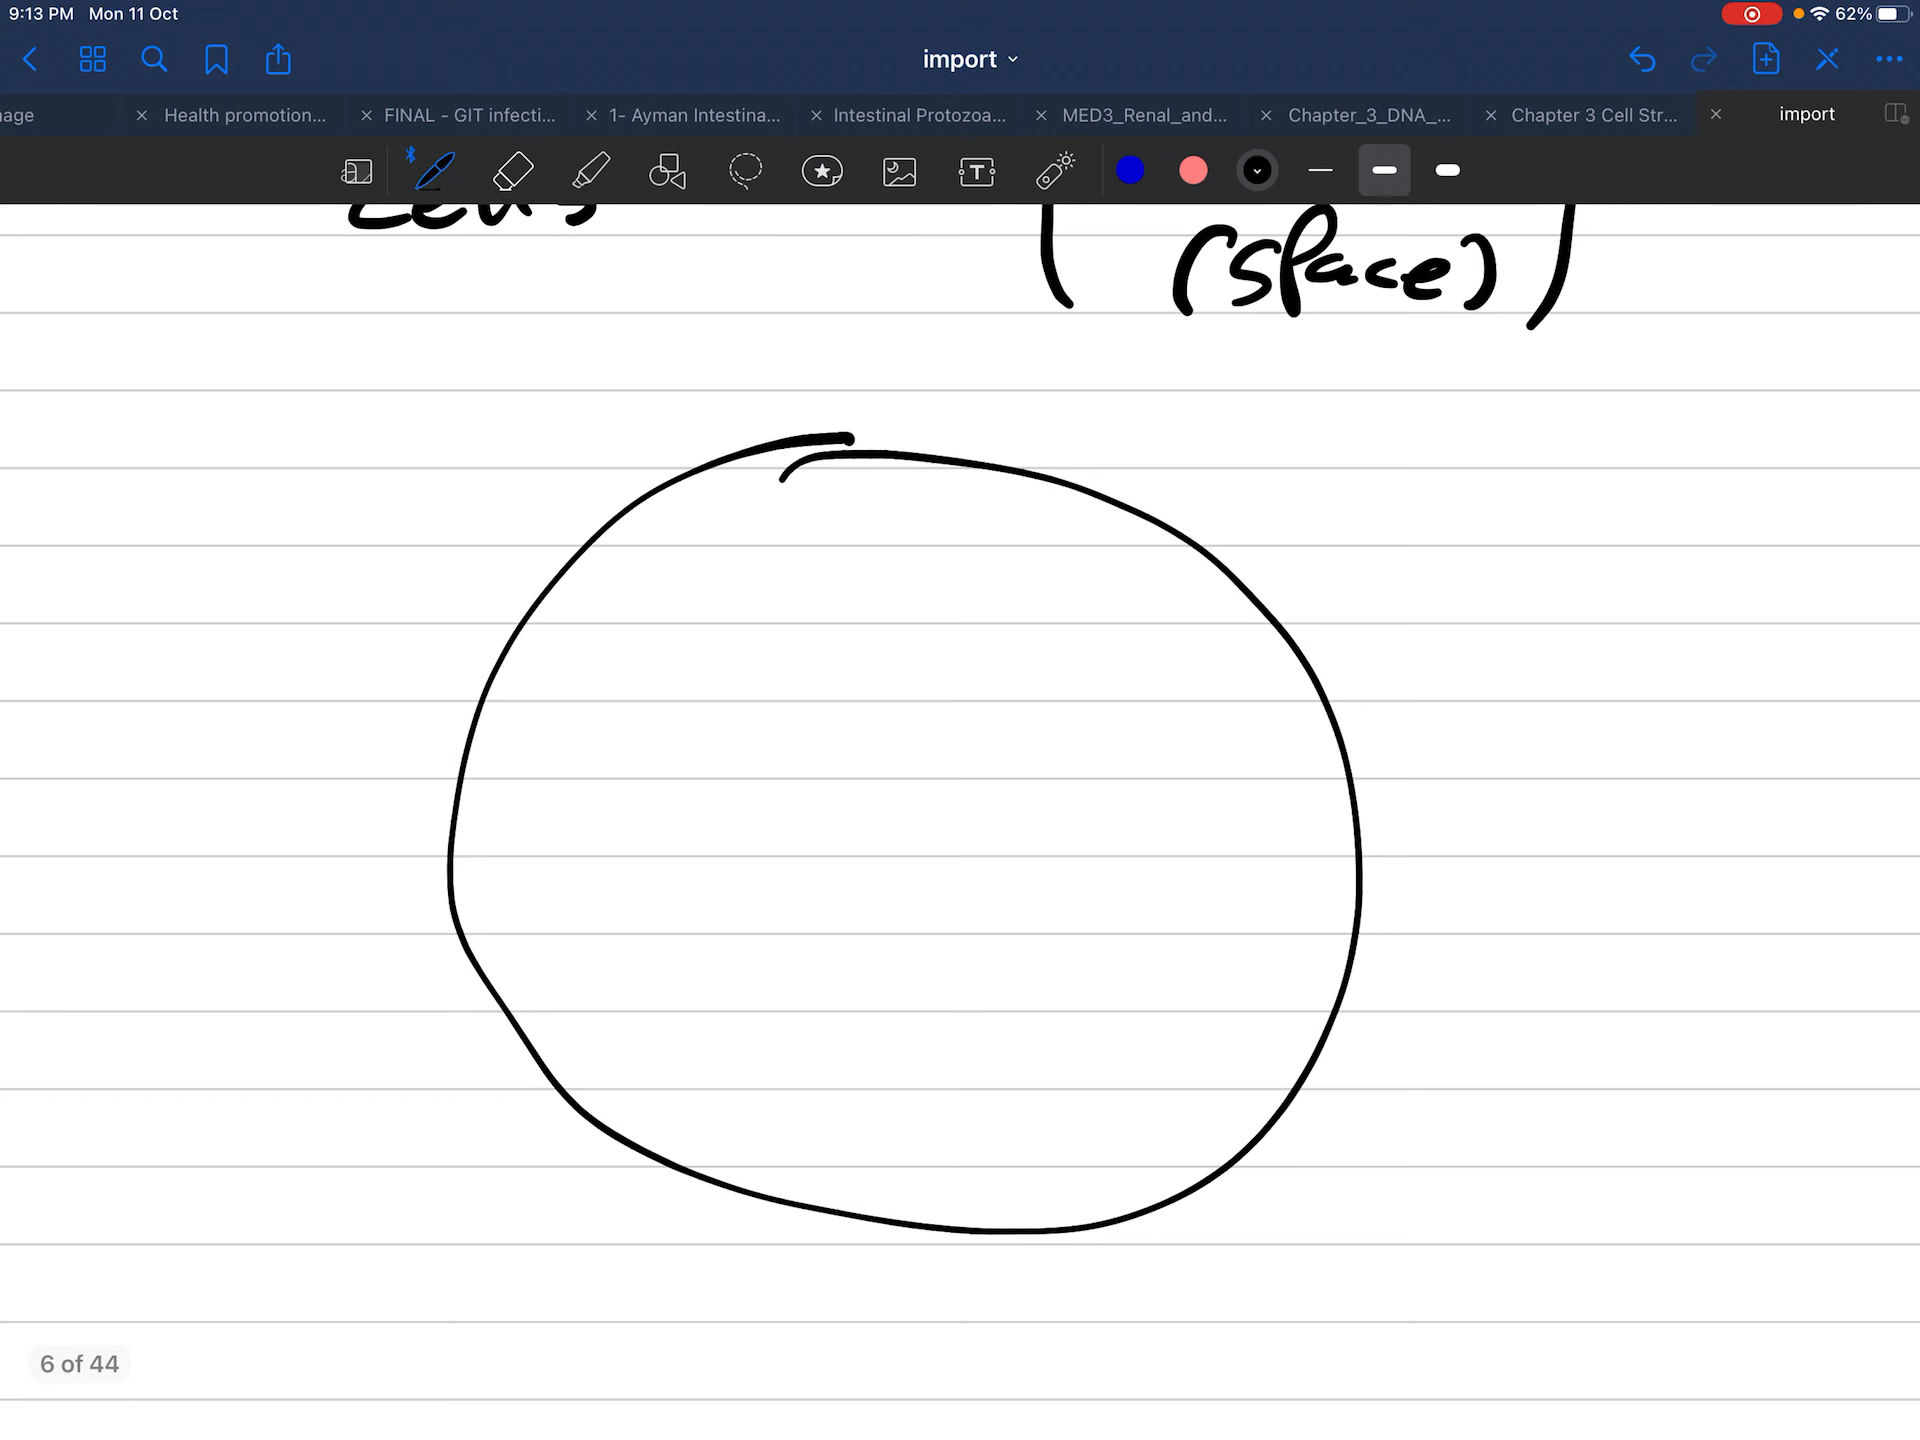 9:13 PM Mon 11 Oct
62%
import
age
Health promotion...
FINAL - GIT infecti...
1- Ayman Intestina...
Intestinal Protozoa...
MED3_Renal_and...
Chapter_3_DNA_...
Chapter 3 Cell Str...
import
(space)
6 of 44